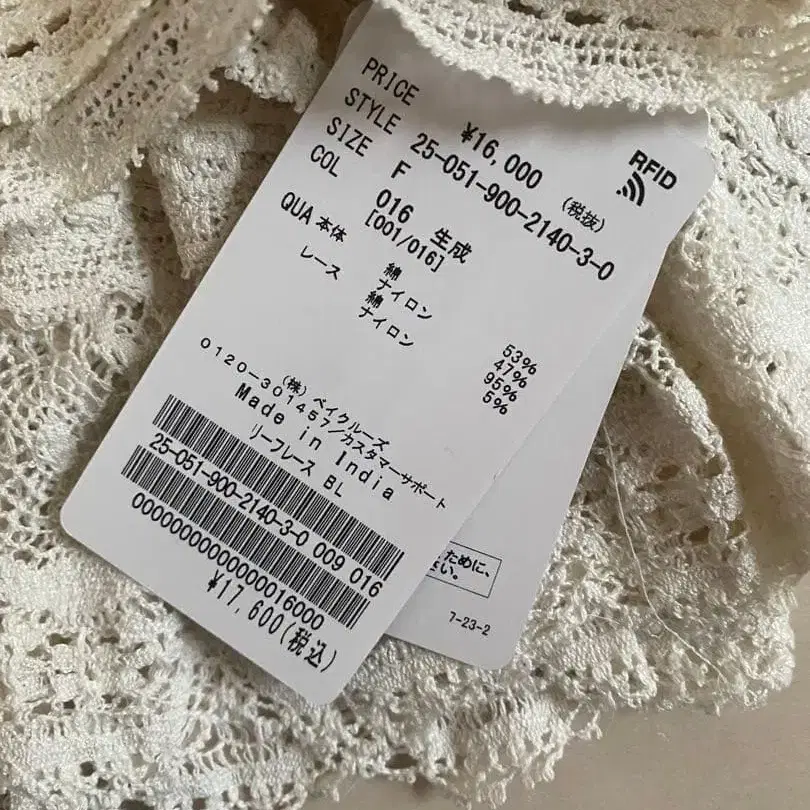 PRICE ¥16,000 (税抜)
RFID
STYLE 25-051-900-2140-3-0
SIZE F
COL 016 生成
[001/016]
QUA 本体 綿 53%
ナイロン 47%
レース 綿 95%
ナイロン 5%
(株) ベイクルーズ
0120-301457/カスタマーサポート
Made in India
リーフレース BL
25-051-900-2140-3-0 009 016
0000000000000016000
¥17,600(税込)
ために、
さい。
7-23-2